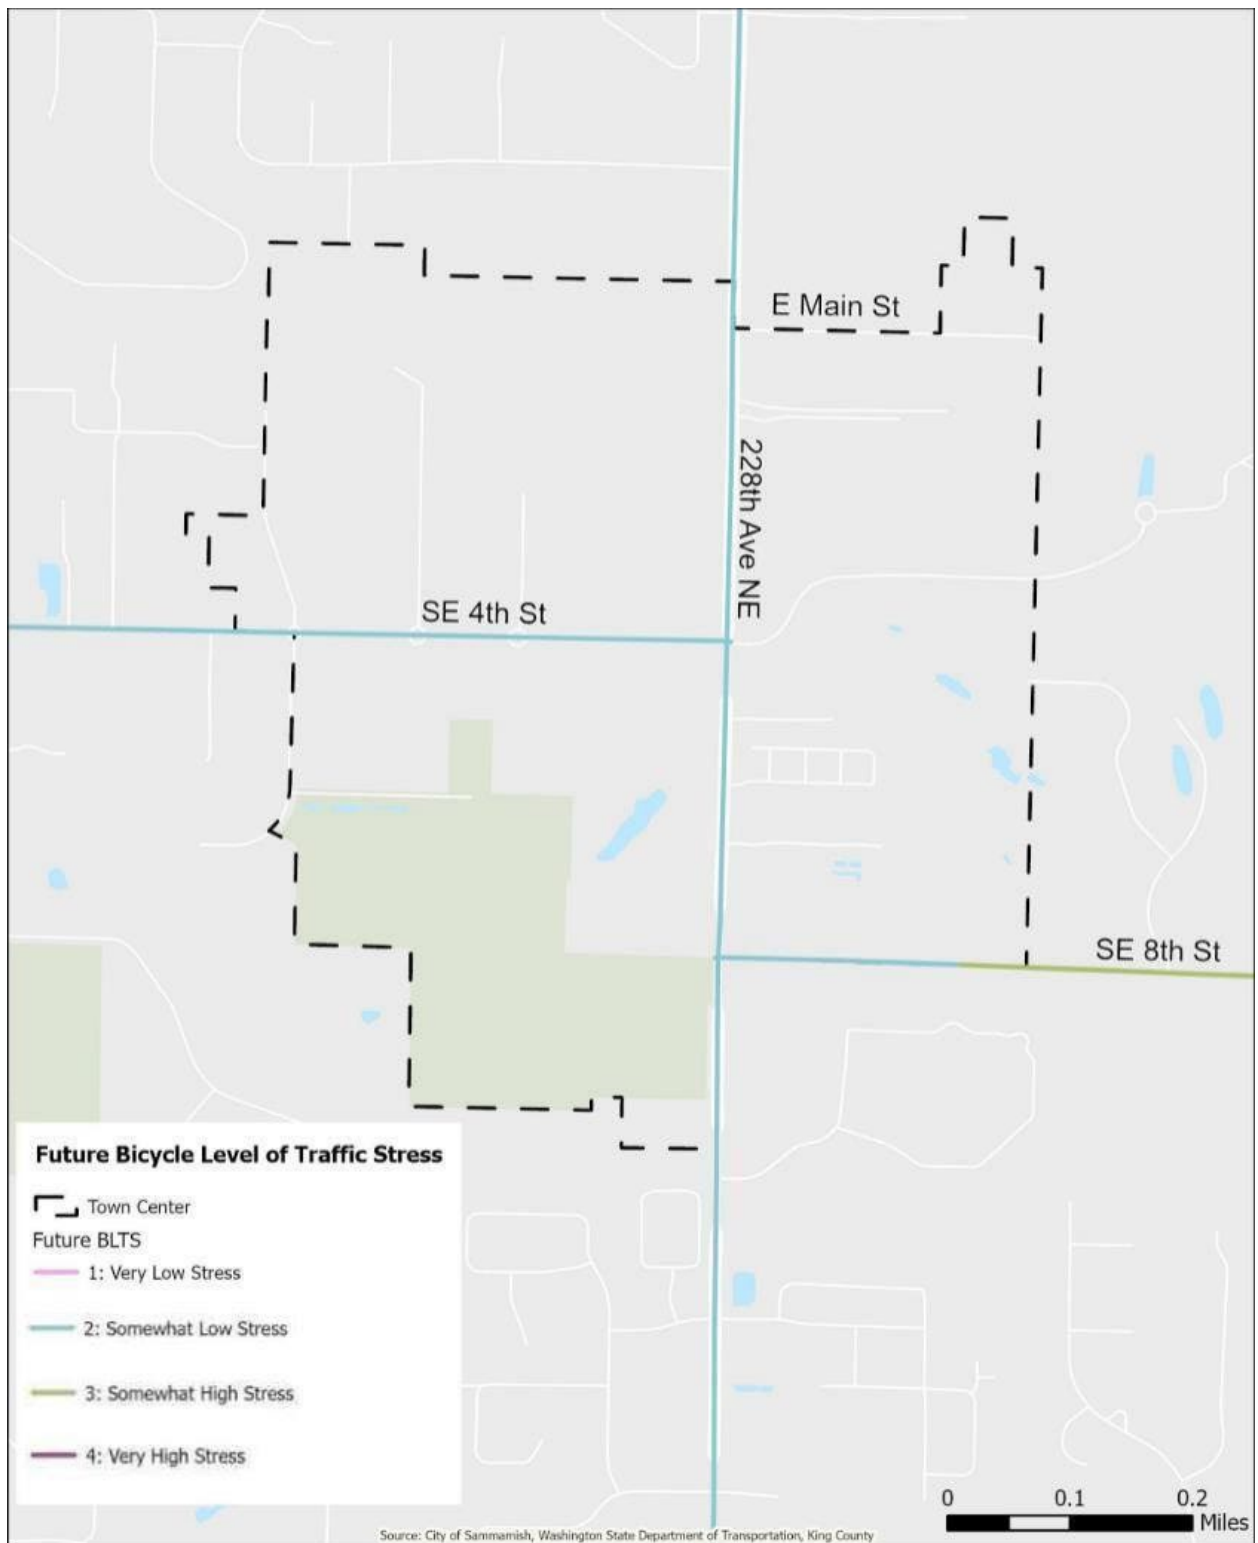 E Main St
228th Ave NE
SE 4th St
SE 8th St
Future Bicycle Level of Traffic Stress
Town Center
Future BLTS
1: Very Low Stress
2: Somewhat Low Stress
3: Somewhat High Stress
4: Very High Stress
0 0.1 0.2
Miles
Source: City of Sammamish, Washington State Department of Transportation, King County